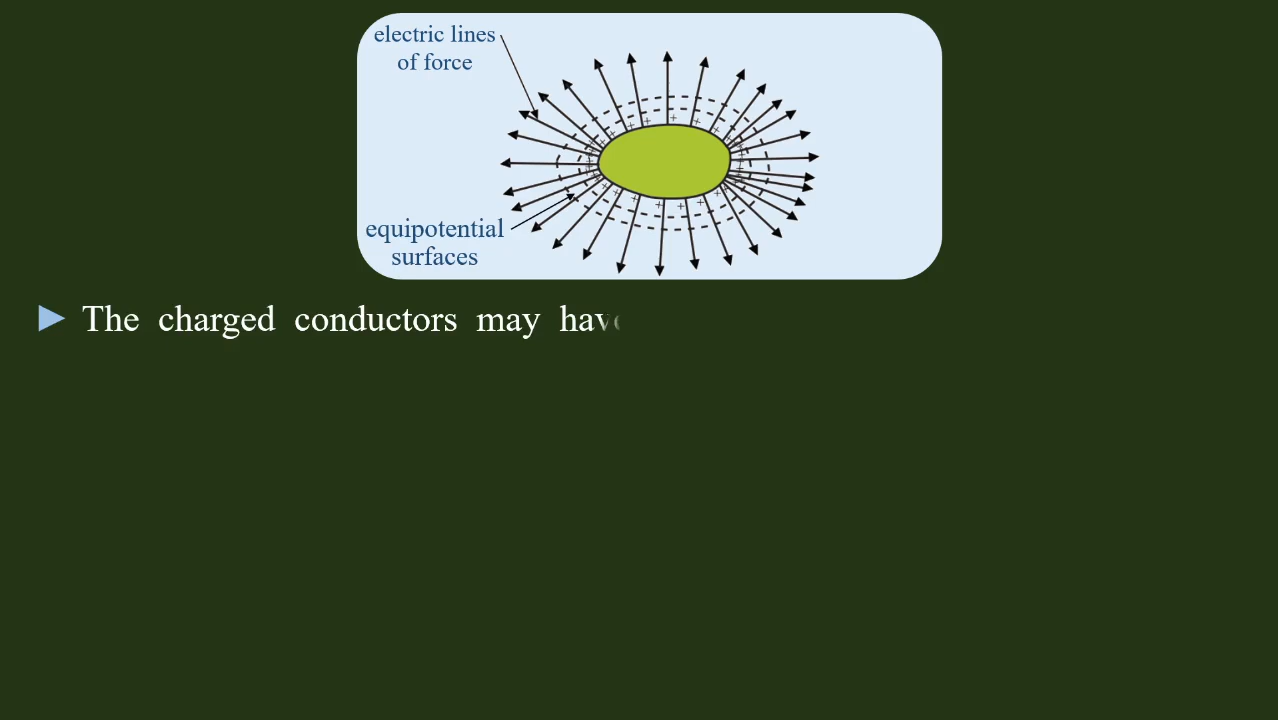 electric lines
of force
equipotential
surfaces
The charged conductors may have